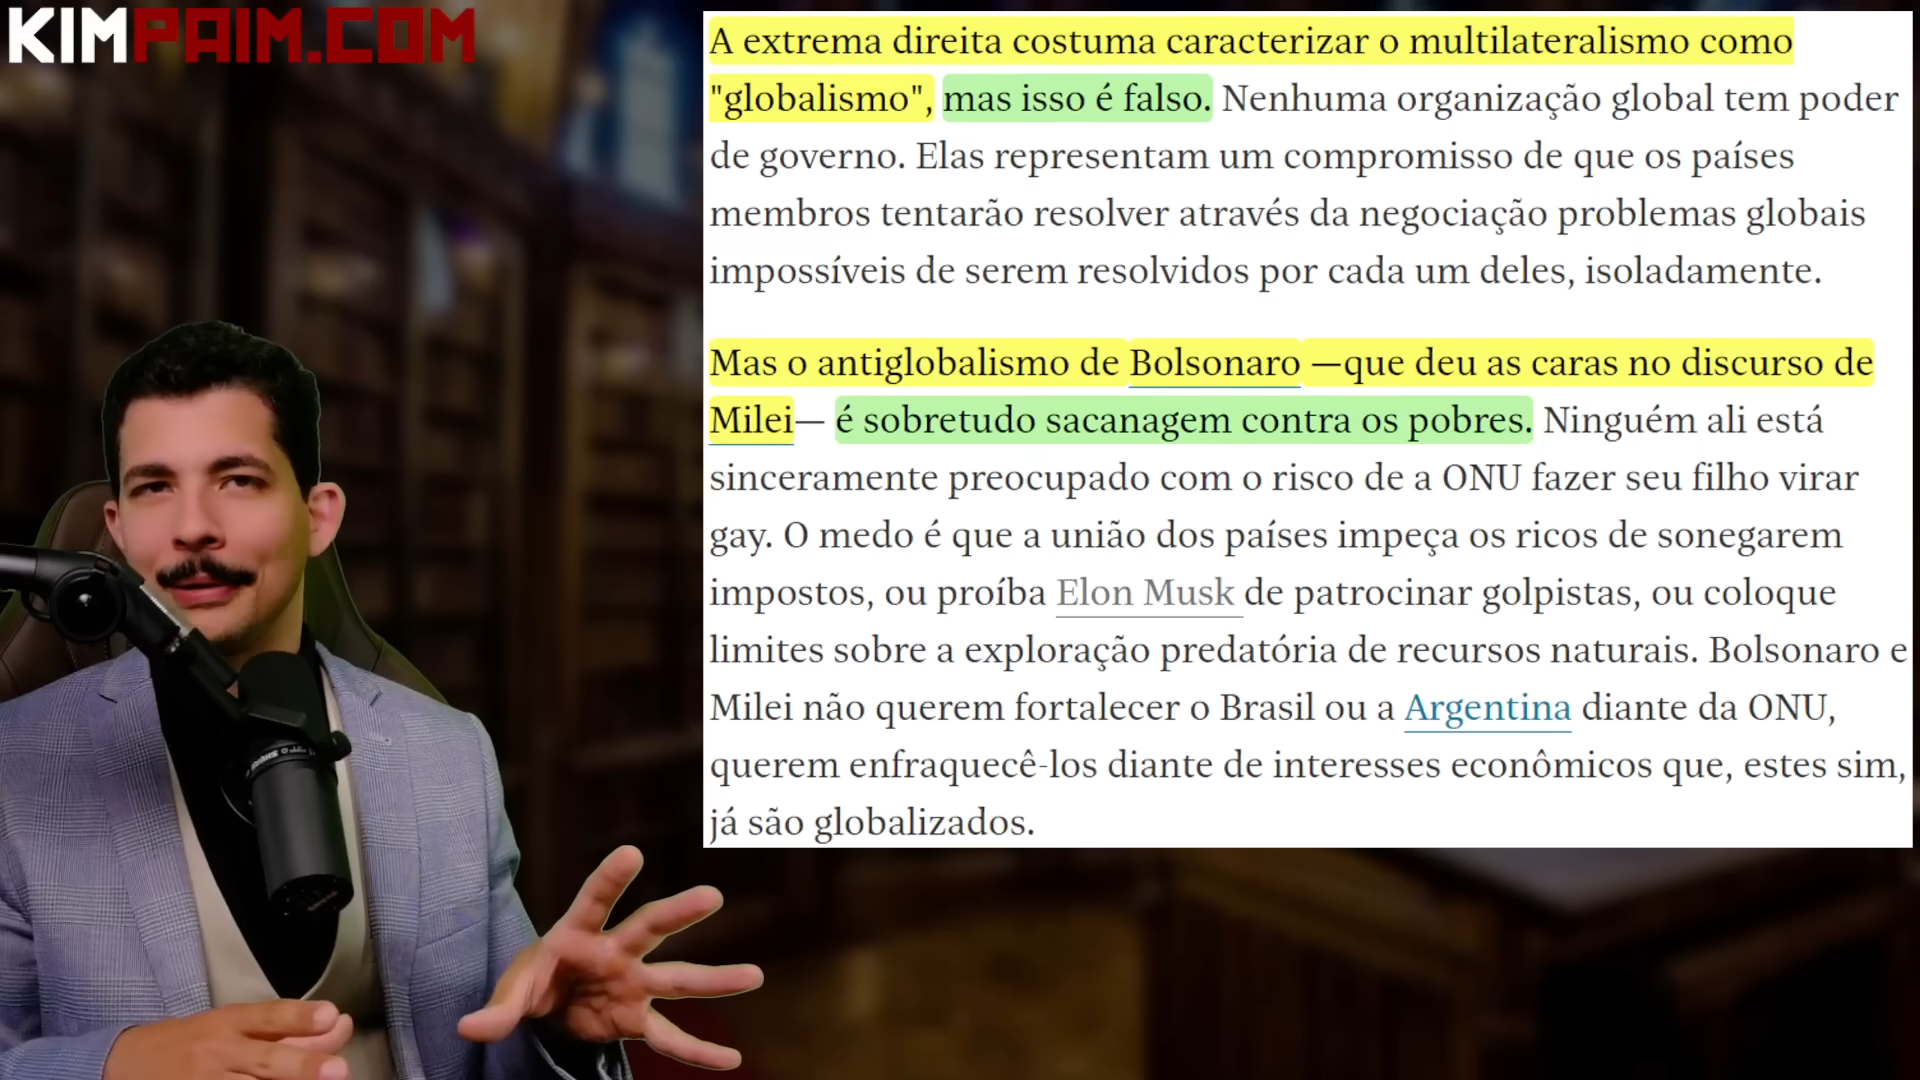 KIMPAIM.COM
A extrema direita costuma caracterizar o multilateralismo como
"globalismo", mas isso é falso. Nenhuma organização global tem poder
de governo. Elas representam um compromisso de que os países
membros tentarão resolver através da negociação problemas globais
impossíveis de serem resolvidos por cada um deles, isoladamente.
Mas o antiglobalismo de Bolsonaro —que deu as caras no discurso de
Milei— é sobretudo sacanagem contra os pobres. Ninguém ali está
sinceramente preocupado com o risco de a ONU fazer seu filho virar
gay. O medo é que a união dos países impeça os ricos de sonegarem
impostos, ou proíba Elon Musk de patrocinar golpistas, ou coloque
limites sobre a exploração predatória de recursos naturais. Bolsonaro e
Milei não querem fortalecer o Brasil ou a Argentina diante da ONU,
querem enfraquecê-los diante de interesses econômicos que, estes sim,
já são globalizados.